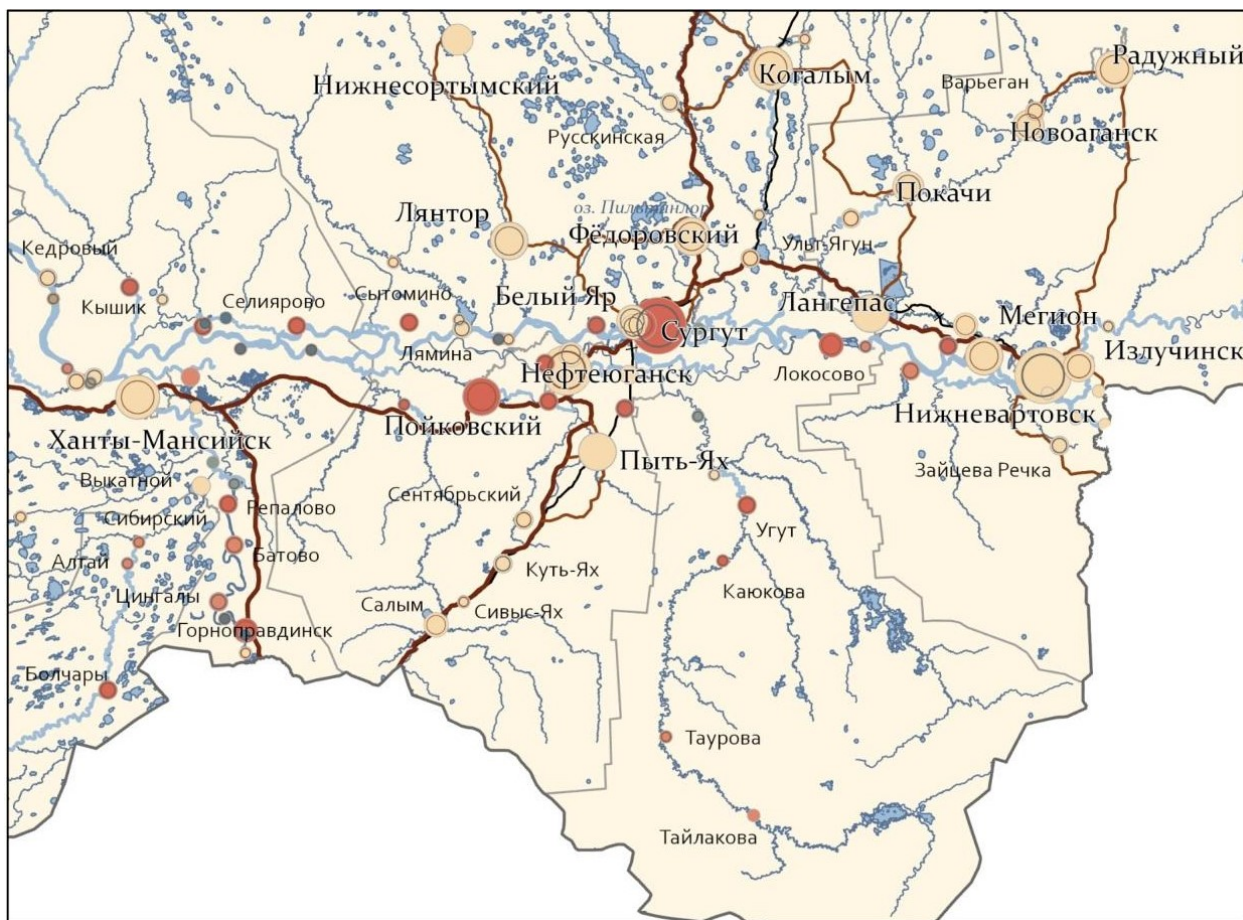 Радужный
Когалым
Варьеган
Нижнесортымский
Новоаганск
Русскинская
Покачи
Лянтор
оз. Пильтанлор
Фёдоровский
Ульт-Ягун
Кедровый
Кышик
Селиярово
Сытомино
Белый Яр
Лангепас
Мегион
Сургут
Лямина
Излучинск
Нефтеюганск
Локосово
Пойковский
Нижневартовск
Ханты-Мансийск
Пыть-Ях
Зайцева Речка
Выкатной
Сентябрьский
Репалово
Сибирский
Угут
Батово
Алтай
Куть-Ях
Каюкова
Цингалы
Салым
Сивыс-Ях
Горноправдинск
Болчары
Таурова
Тайлакова